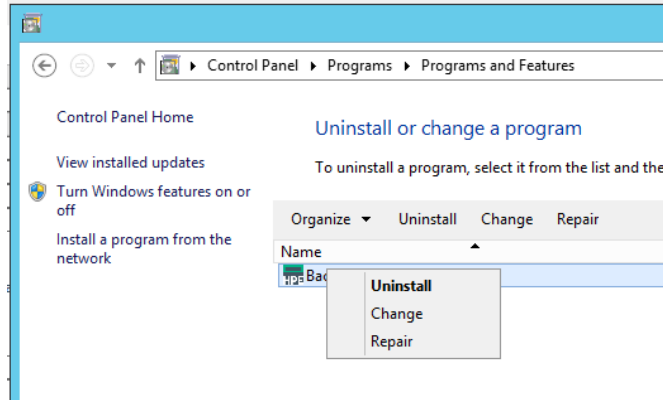 Control Panel Programs Programs and Features
Control Panel Home
Uninstall or change a program
View installed updates
To uninstall a program, select it from the list and the
Turn Windows features on or
off
Install a program from the
network
Organize Uninstall Change Repair
Name
Uninstall
Change
Repair